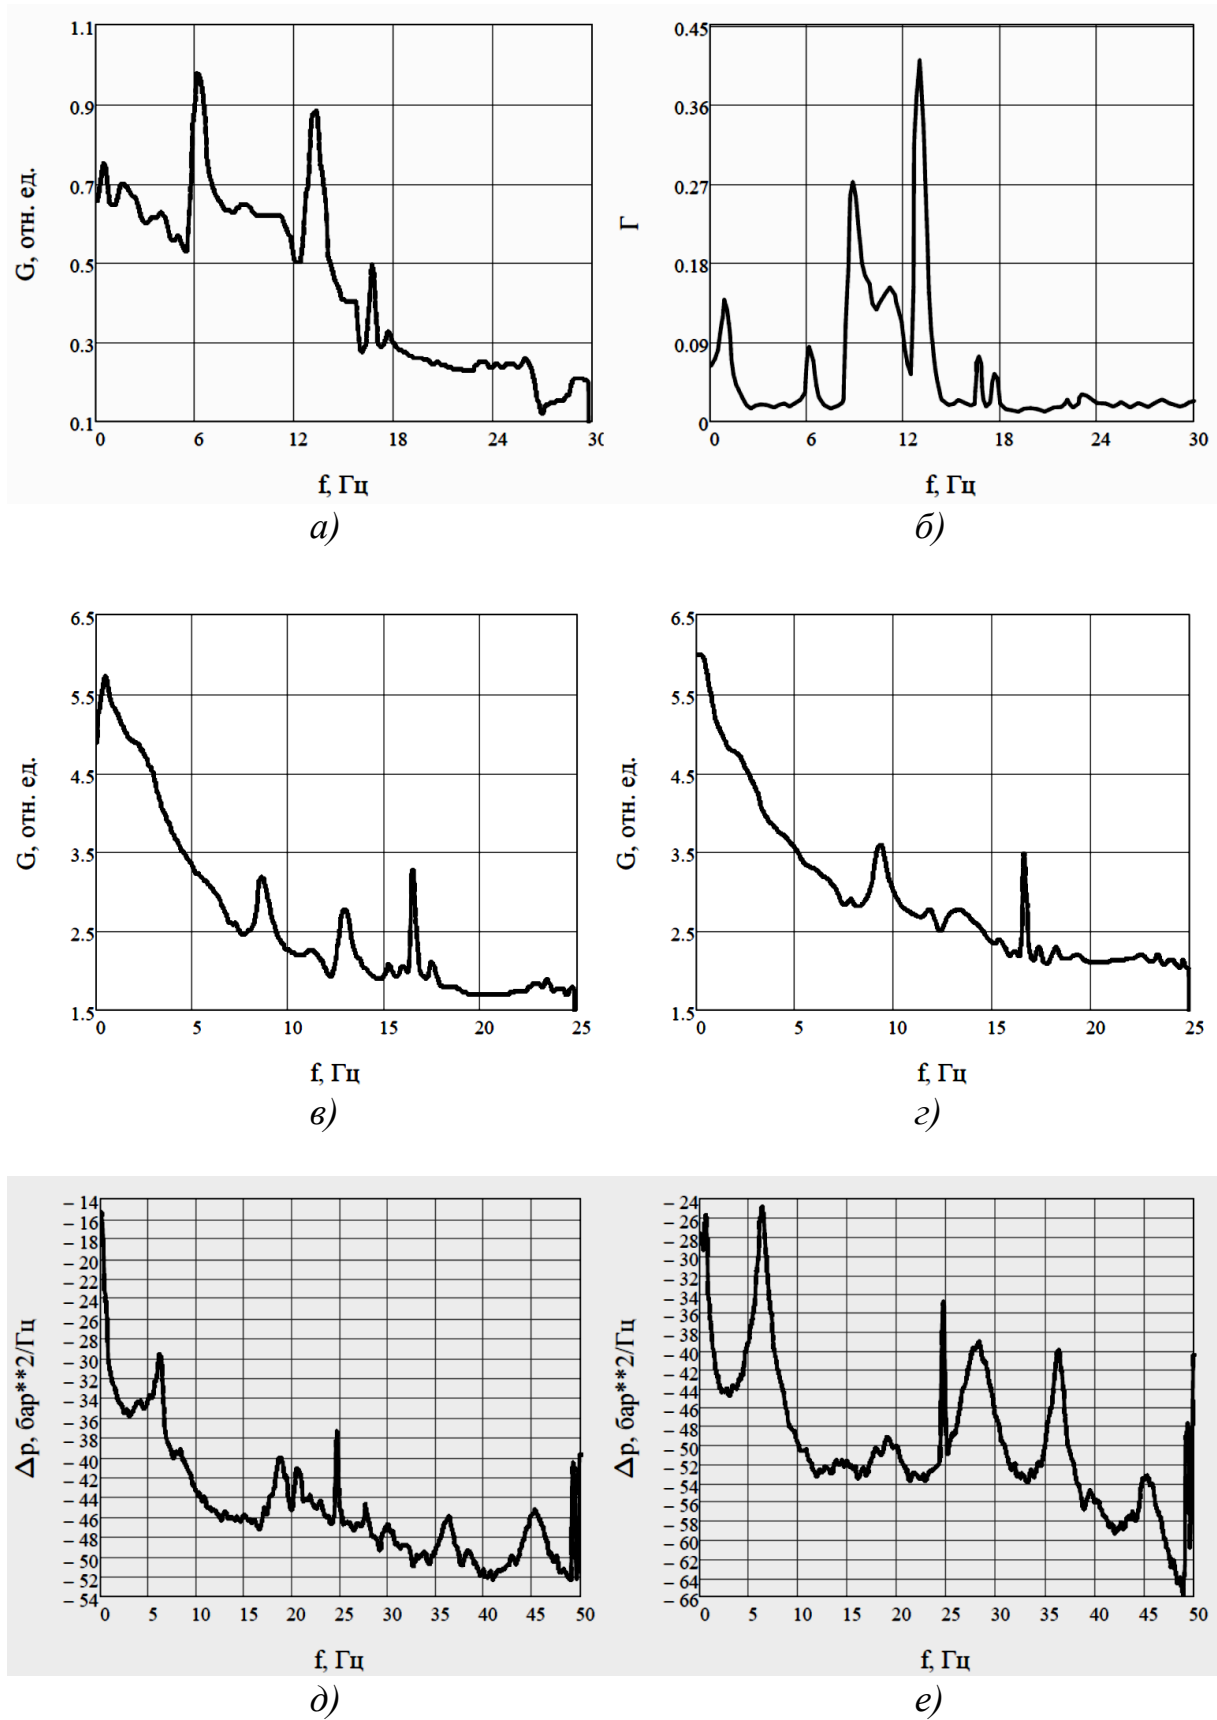 1.1
0.9
0.7
0.5
0.3
0.1
G, отн. ед.
0 6 12 18 24 30
f, Гц
а)
0.45
0.36
0.27
0.18
0.09
0
Г
0 6 12 18 24 30
f, Гц
б)
6.5
5.5
4.5
3.5
2.5
1.5
G, отн. ед.
0 5 10 15 20 25
f, Гц
в)
6.5
5.5
4.5
3.5
2.5
1.5
G, отн. ед.
0 5 10 15 20 25
f, Гц
г)
– 14
– 16
– 18
– 20
– 22
– 24
– 26
– 28
– 30
– 32
– 34
– 36
– 38
– 40
– 42
– 44
– 46
– 48
– 50
– 52
– 54
Δp, бар**2/Гц
0 5 10 15 20 25 30 35 40 45 50
f, Гц
д)
– 24
– 26
– 28
– 30
– 32
– 34
– 36
– 38
– 40
– 42
– 44
– 46
– 48
– 50
– 52
– 54
– 56
– 58
– 60
– 62
– 64
– 66
Δp, бар**2/Гц
0 5 10 15 20 25 30 35 40 45 50
f, Гц
е)